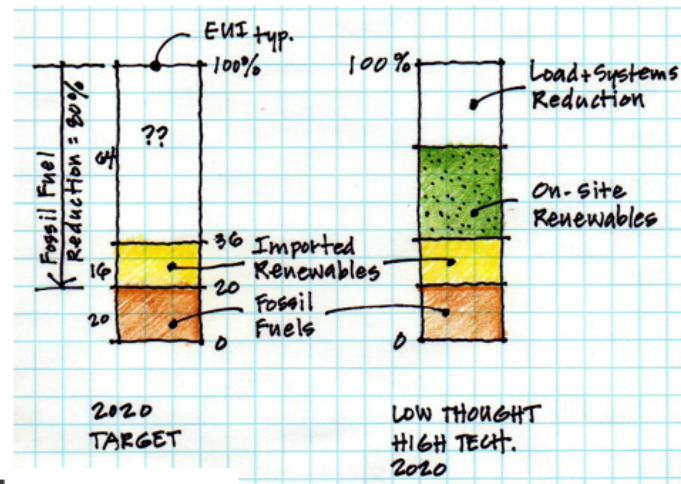 EUI typ.
100%
Fossil Fuel
Reduction = 80%
??
64
36
16
20
20
0
Imported
Renewables
Fossil
Fuels
100%
Load + Systems
Reduction
On-Site
Renewables
0
2020
TARGET
LOW THOUGHT
HIGH TECH.
2020